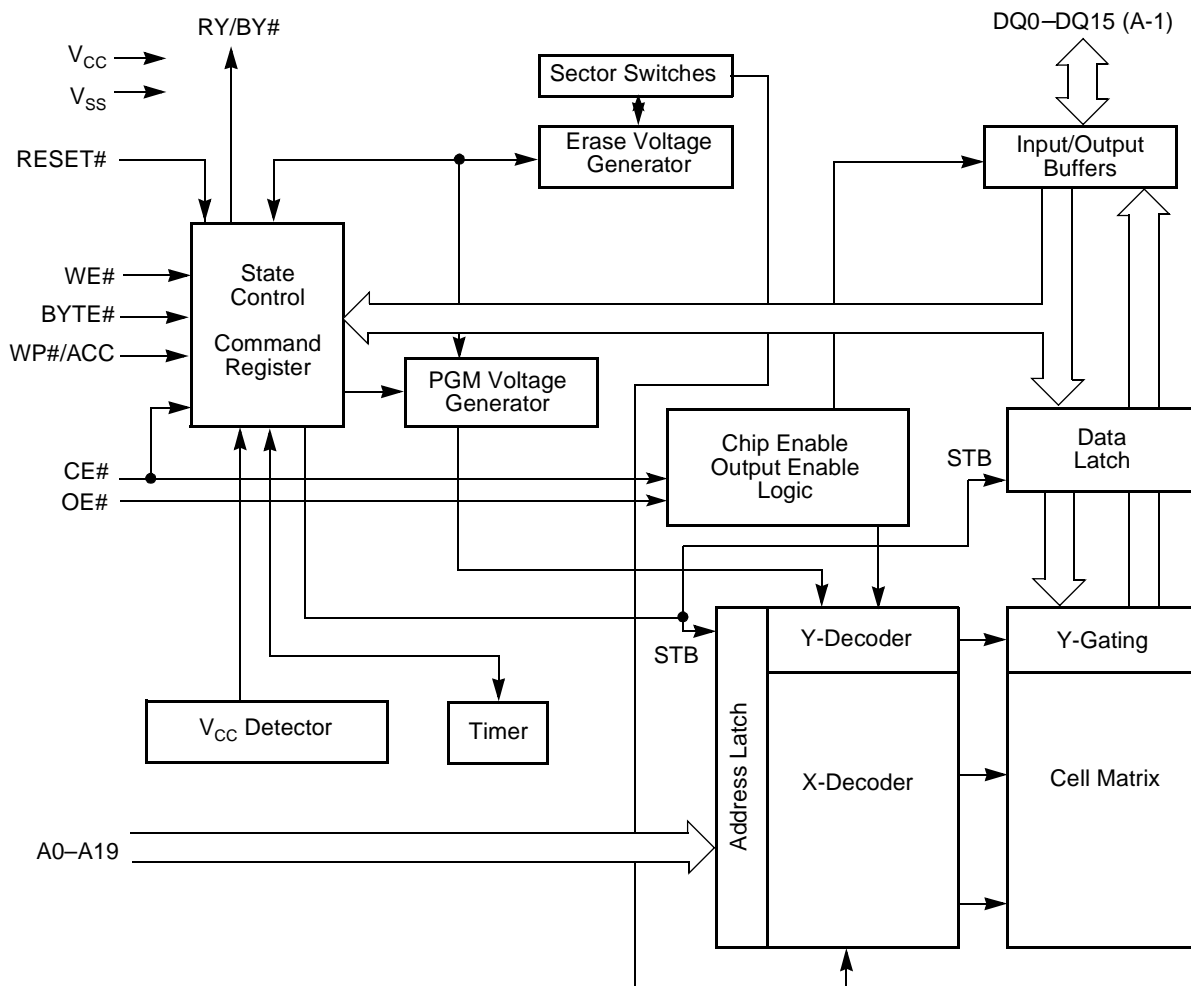 RY/BY#
DQ0–DQ15 (A-1)
VCC
VSS
Sector Switches
RESET#
Erase Voltage
Generator
Input/Output
Buffers
WE#
BYTE#
WP#/ACC
State
Control
Command
Register
PGM Voltage
Generator
Chip Enable
Output Enable
Logic
STB
Data
Latch
CE#
OE#
STB
Y-Decoder
Y-Gating
VCC Detector
Timer
Address Latch
X-Decoder
Cell Matrix
A0–A19